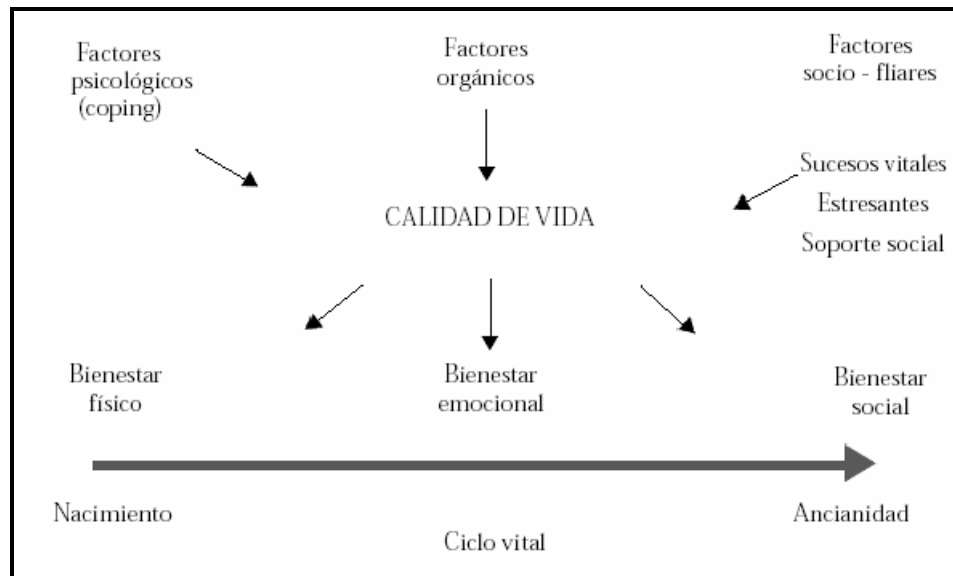 Factores
psicológicos
(coping)
Factores
orgánicos
Factores
socio - fliares
Sucesos vitales
Estresantes
Soporte social
CALIDAD DE VIDA
Bienestar
físico
Bienestar
emocional
Bienestar
social
Nacimiento
Ancianidad
Ciclo vital